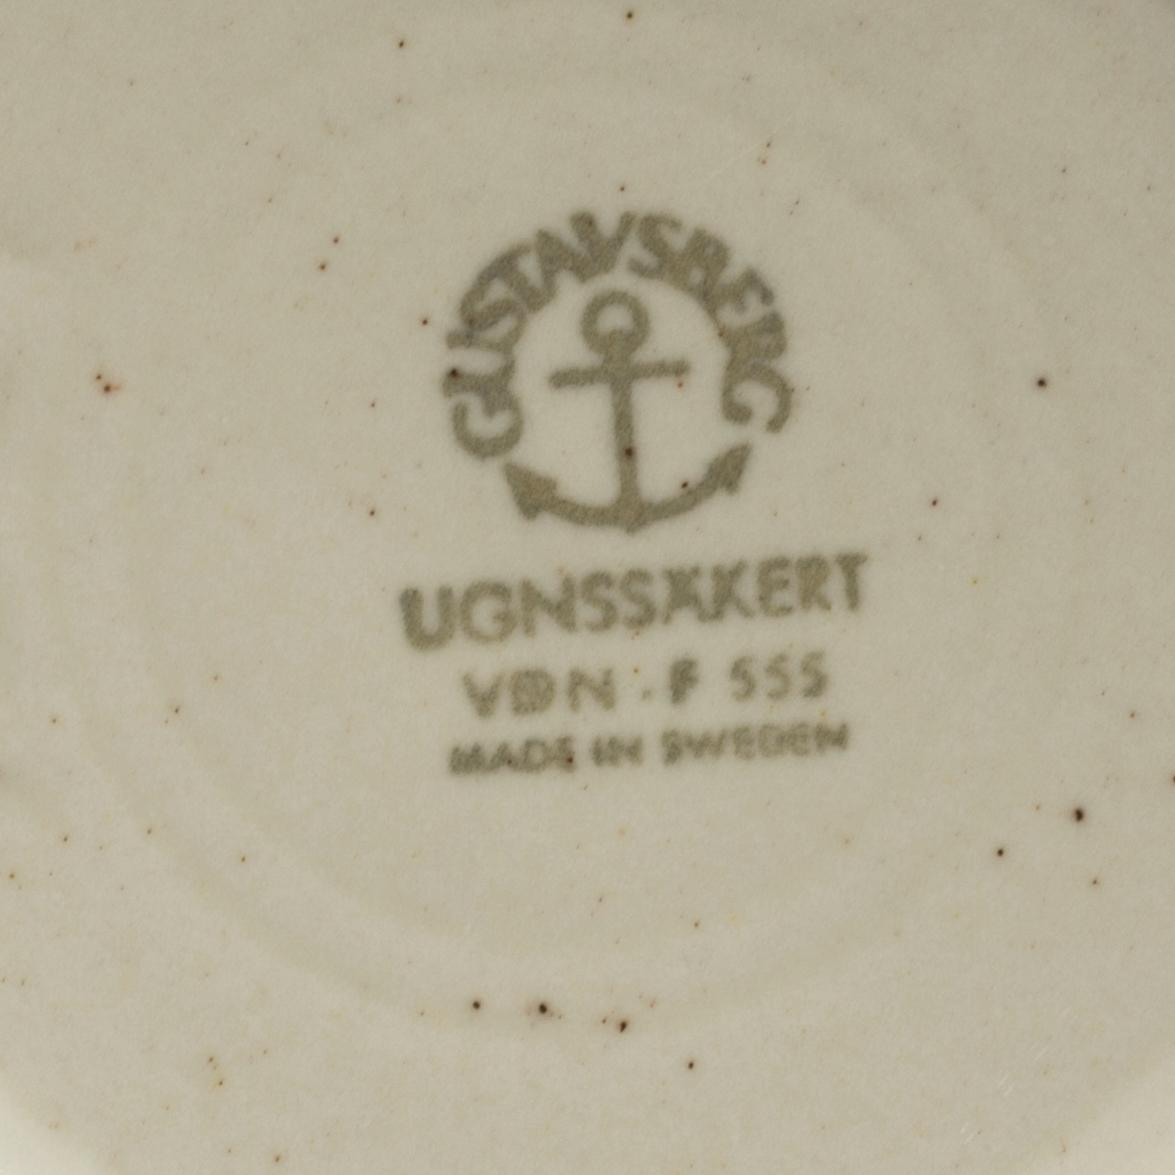 GUSTAVSBERG
UGNSSÄKERT
VDN · F 555
MADE IN SWEDEN